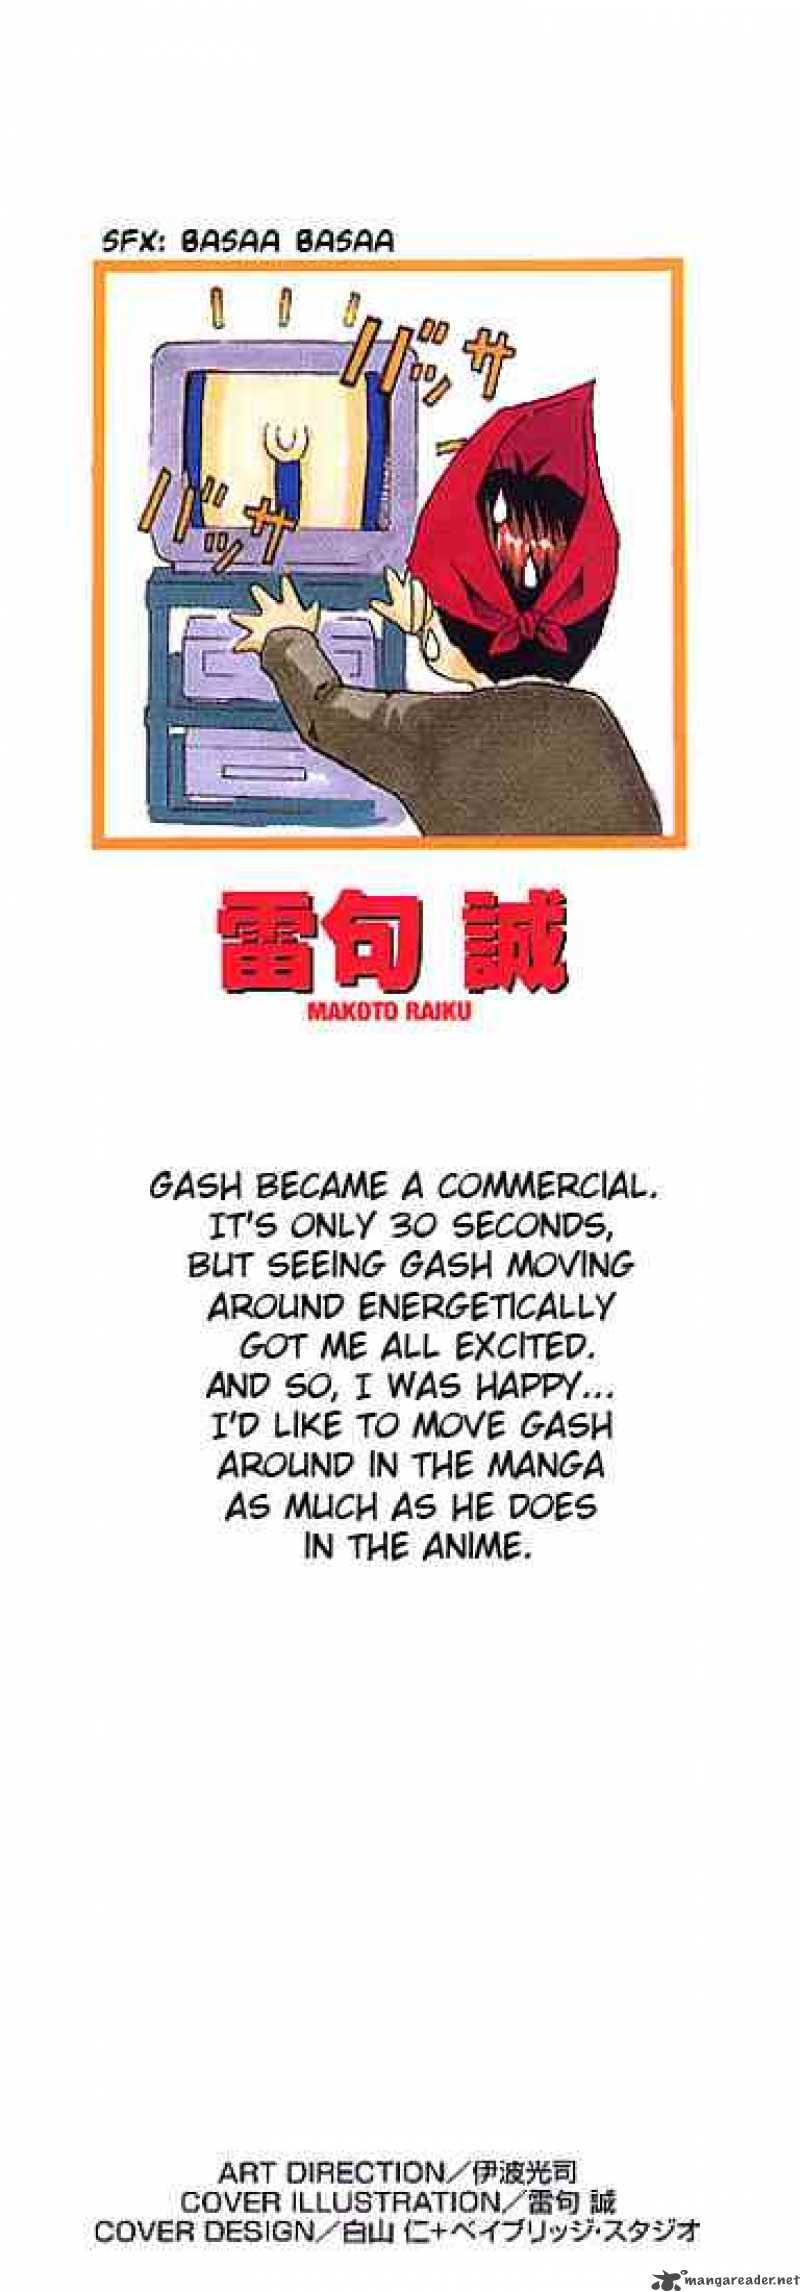 SFX: BASAA BASAA
バッサ
バッサ
雷句 誠
MAKOTO RAIKU
GASH BECAME A COMMERCIAL.
IT'S ONLY 30 SECONDS,
BUT SEEING GASH MOVING
AROUND ENERGETICALLY
GOT ME ALL EXCITED.
AND SO, I WAS HAPPY...
I'D LIKE TO MOVE GASH
AROUND IN THE MANGA
AS MUCH AS HE DOES
IN THE ANIME.
ART DIRECTION／伊波光司
COVER ILLUSTRATION／雷句 誠
COVER DESIGN／白山 仁+ベイブリッジ・スタジオ
mangareader.net